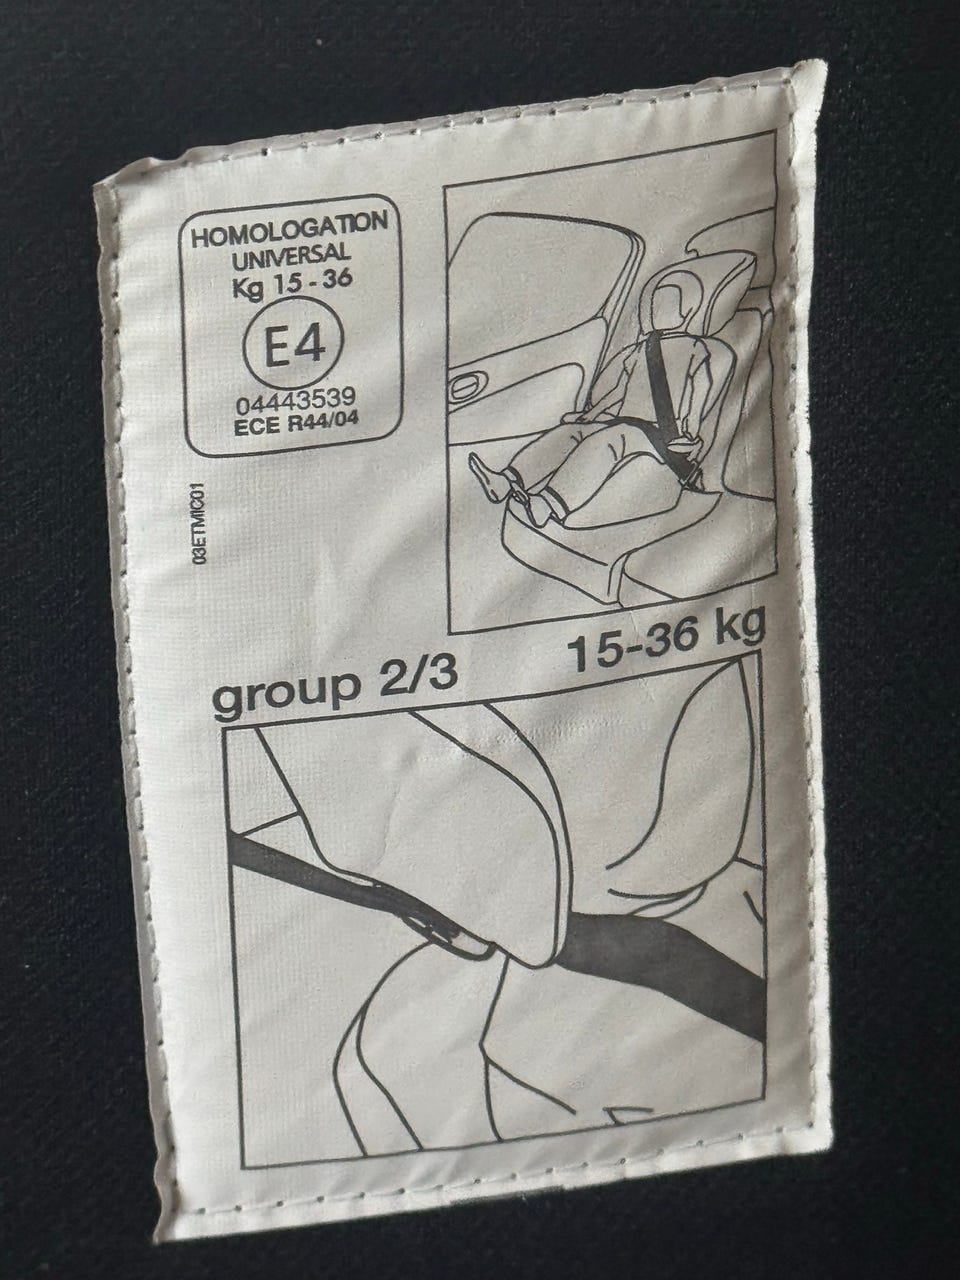 HOMOLOGATION
UNIVERSAL
Kg 15 - 36
E4
04443539
ECE R44/04
03ETMIC01
group 2/3
15-36 kg